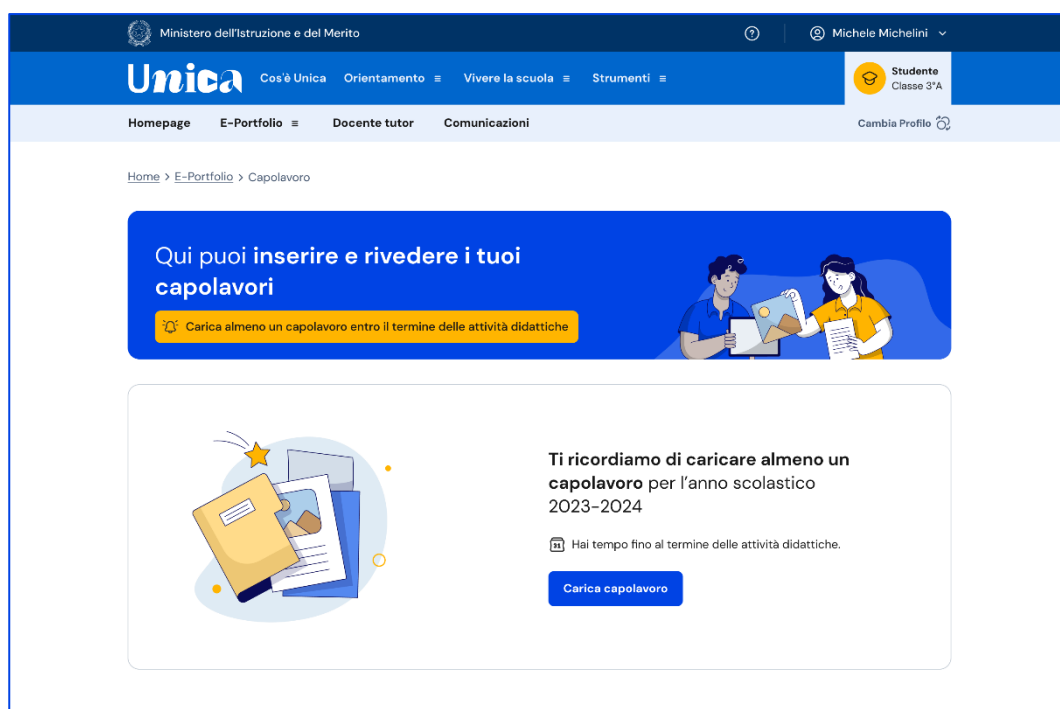 Ministero dell'Istruzione e del Merito
Michele Michelini
Unica
Cos'è Unica Orientamento Vivere la scuola Strumenti
Studente
Classe 3ªA
Homepage E-Portfolio Docente tutor Comunicazioni
Cambia Profilo
Home > E-Portfolio > Capolavoro
Qui puoi inserire e rivedere i tuoi
capolavori
Carica almeno un capolavoro entro il termine delle attività didattiche
Ti ricordiamo di caricare almeno un
capolavoro per l'anno scolastico
2023-2024
31 Hai tempo fino al termine delle attività didattiche.
Carica capolavoro